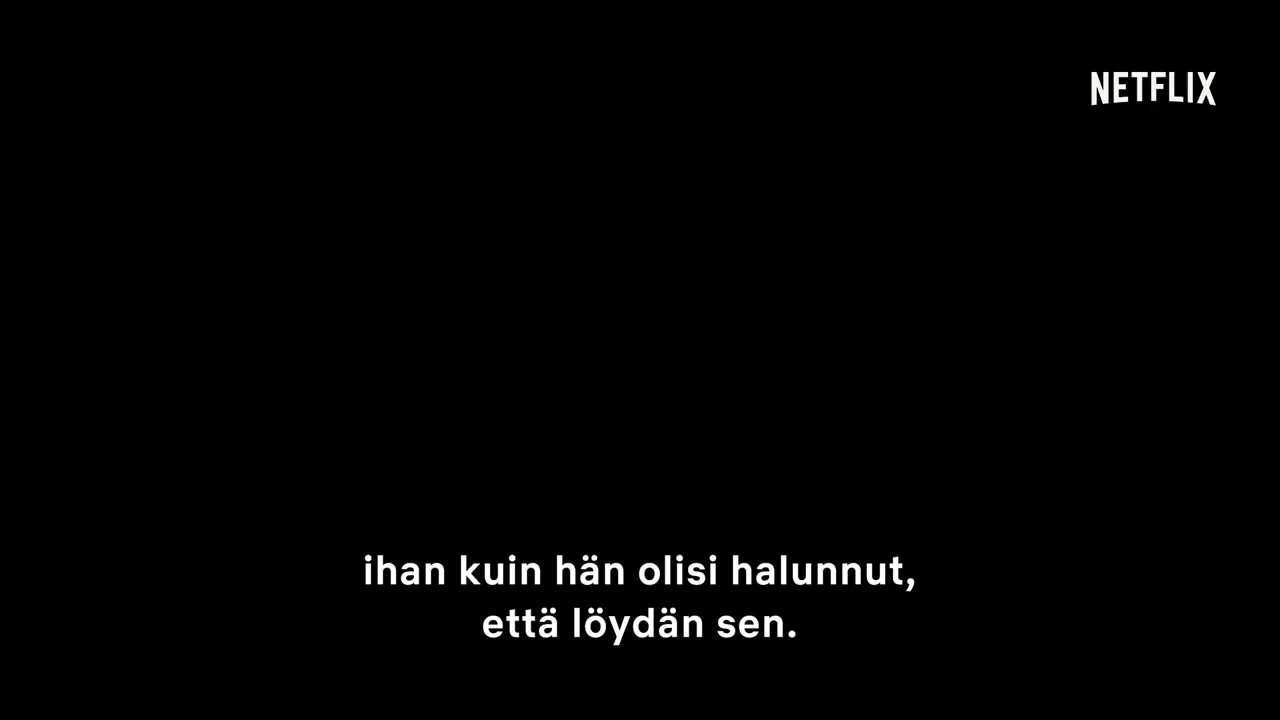 NETFLIX
ihan kuin hän olisi halunnut,
että löydän sen.